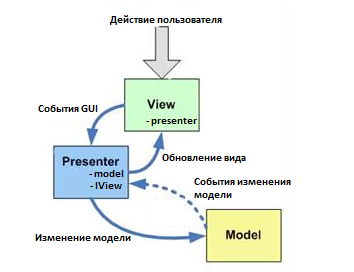 Действие пользователя
События GUI
View
- presenter
Обновление вида
Presenter
- model
- IView
События изменения
модели
Изменение модели
Model